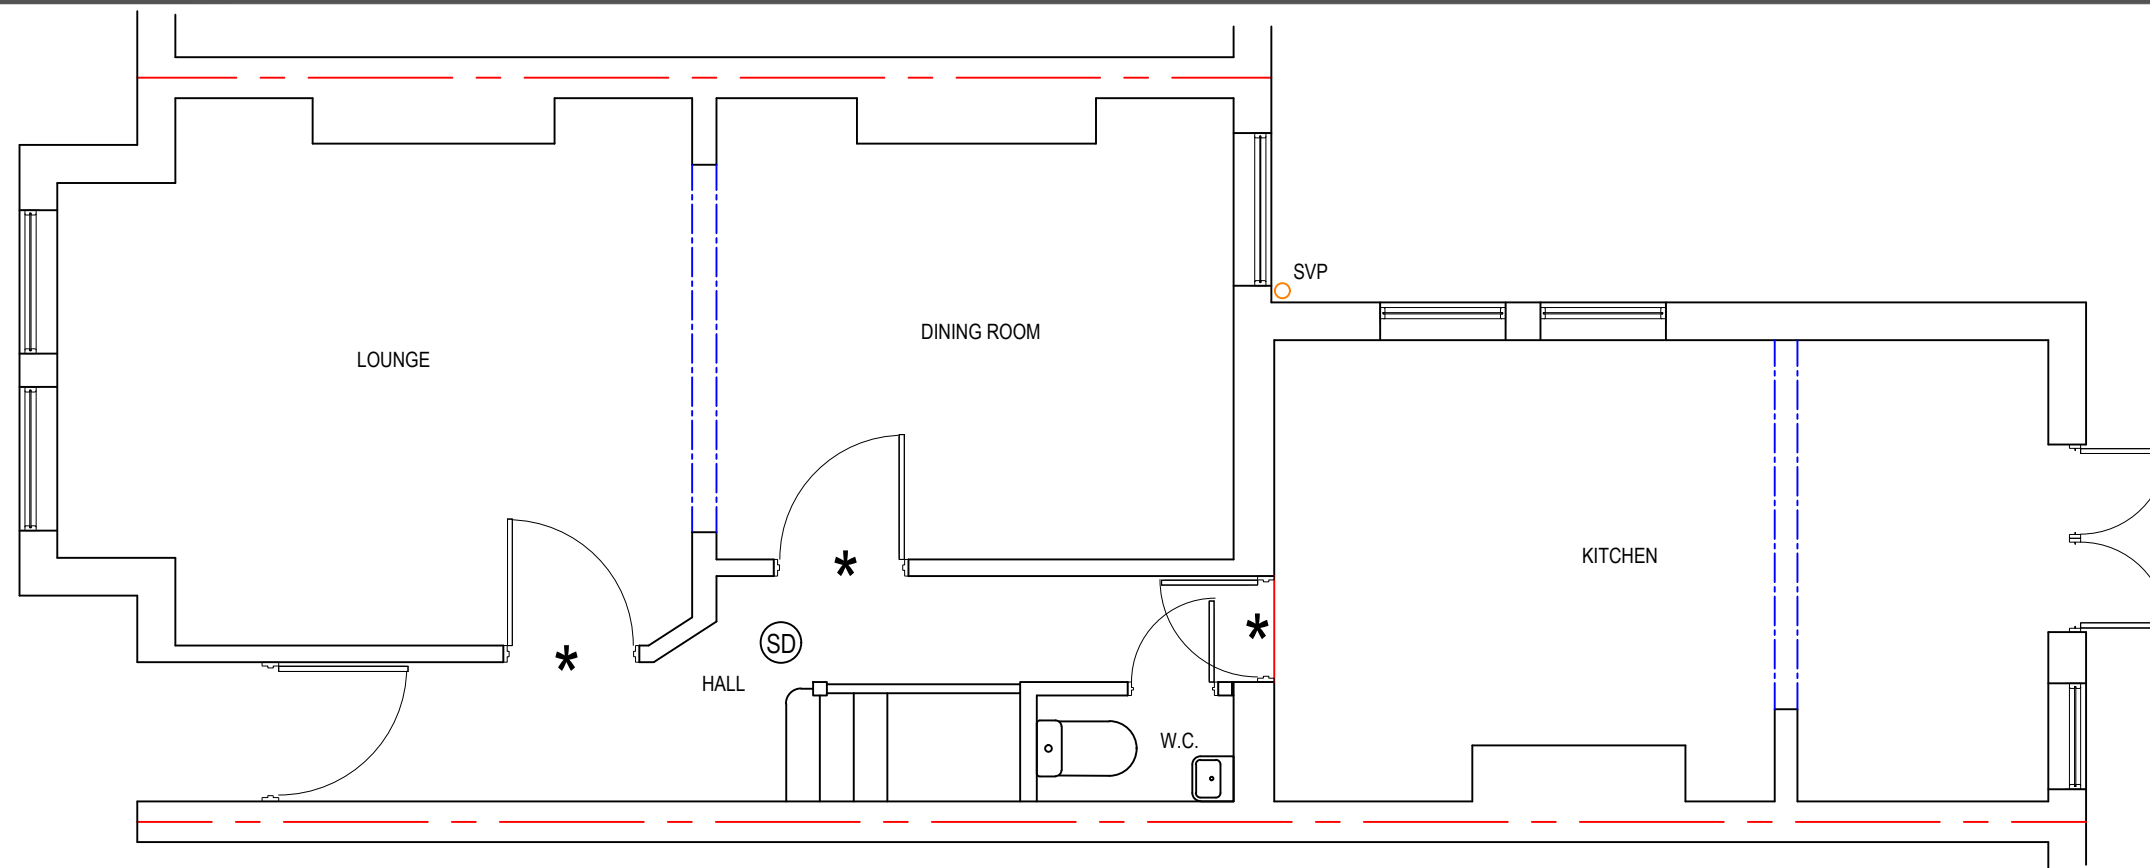 SVP
DINING ROOM
LOUNGE
KITCHEN
*
*
*
SD
HALL
W.C.